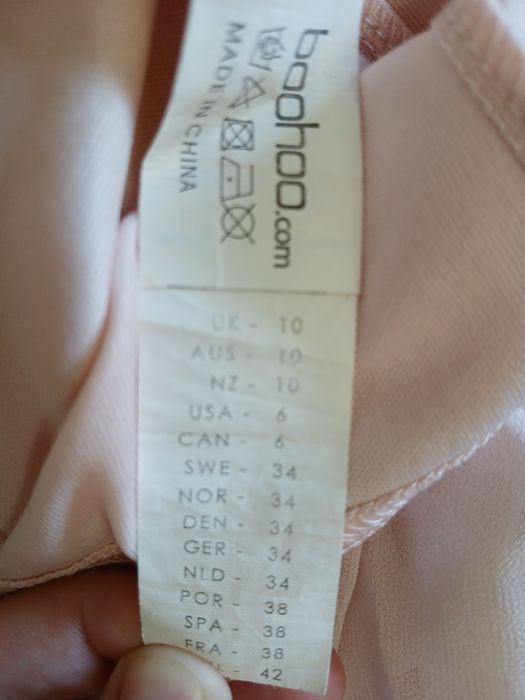 boohoo.com
MADE IN CHINA
UK - 10
AUS - 10
NZ - 10
USA - 6
CAN - 6
SWE - 34
NOR - 34
DEN - 34
GER - 34
NLD - 34
POR - 38
SPA - 38
FRA - 38
- 42